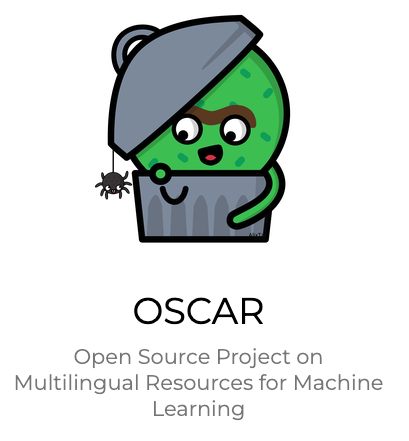 OSCAR
Open Source Project on
Multilingual Resources for Machine
Learning